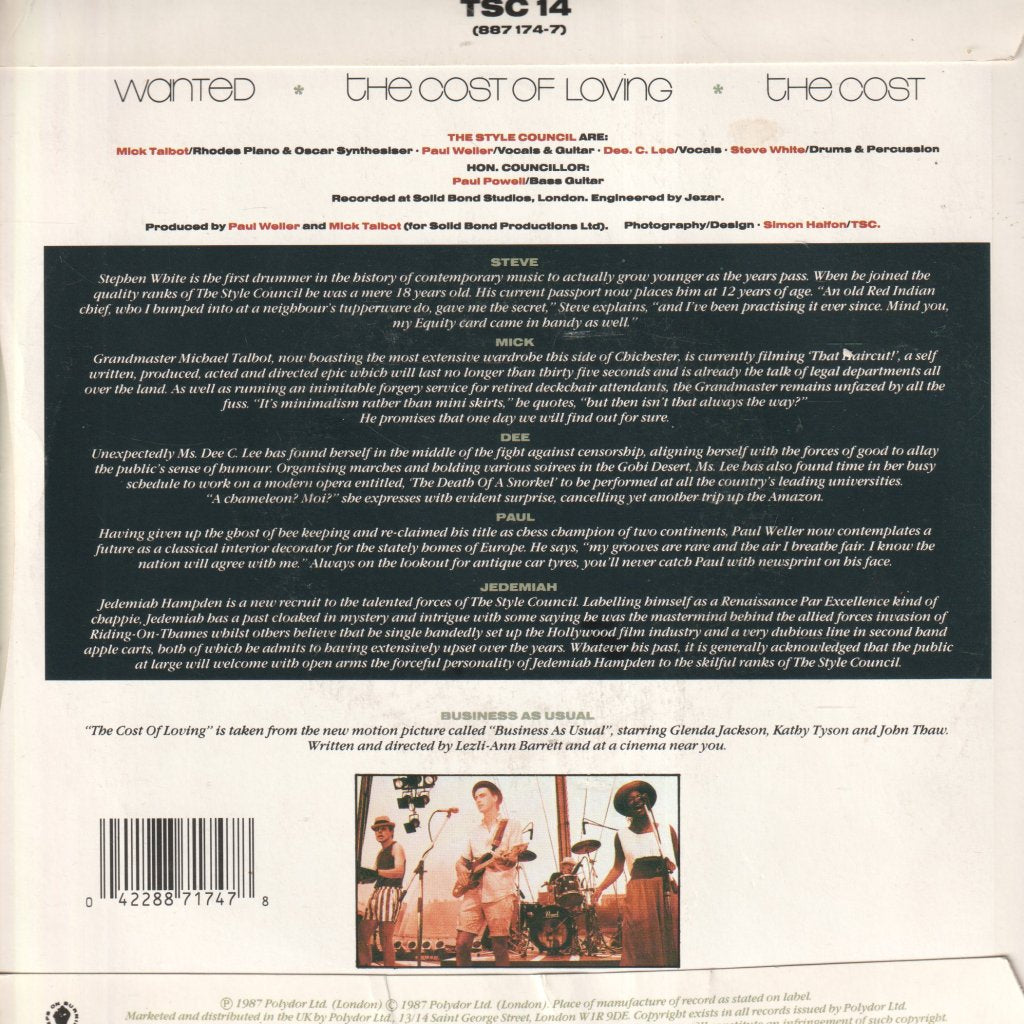 TSC 14
(887 174-7)
WANTED * THE COST OF LOVING * THE COST
THE STYLE COUNCIL ARE:
Mick Talbot/Rhodes Piano & Oscar Synthesiser · Paul Weller/Vocals & Guitar · Dee. C. Lee/Vocals · Steve White/Drums & Percussion
HON. COUNCILLOR:
Paul Powell/Bass Guitar
Recorded at Solid Bond Studios, London. Engineered by Jezar.
Produced by Paul Weller and Mick Talbot (for Solid Bond Productions Ltd). Photography/Design · Simon Halfon/TSC.
STEVE
Stephen White is the first drummer in the history of contemporary music to actually grow younger as the years pass. When he joined the
quality ranks of The Style Council he was a mere 18 years old. His current passport now places him at 12 years of age. “An old Red Indian
chief, who I bumped into at a neighbour's tupperware do, gave me the secret,” Steve explains, “and I've been practising it ever since. Mind you,
my Equity card came in handy as well.”
MICK
Grandmaster Michael Talbot, now boasting the most extensive wardrobe this side of Chichester, is currently filming ‘That Haircut!’, a self
written, produced, acted and directed epic which will last no longer than thirty five seconds and is already the talk of legal departments all
over the land. As well as running an inimitable forgery service for retired deckchair attendants, the Grandmaster remains unfazed by all the
fuss. “It's minimalism rather than mini skirts,” he quotes, “but then isn't that always the way?”
He promises that one day we will find out for sure.
DEE
Unexpectedly Ms. Dee C. Lee has found herself in the middle of the fight against censorship, aligning herself with the forces of good to allay
the public's sense of humour. Organising marches and holding various soirees in the Gobi Desert, Ms. Lee has also found time in her busy
schedule to work on a modern opera entitled, ‘The Death Of A Snorkel’ to be performed at all the country's leading universities.
“A chameleon? Moi?” she expresses with evident surprise, cancelling yet another trip up the Amazon.
PAUL
Having given up the ghost of bee keeping and re-claimed his title as chess champion of two continents, Paul Weller now contemplates a
future as a classical interior decorator for the stately homes of Europe. He says, “my grooves are rare and the air I breathe fair. I know the
nation will agree with me.” Always on the lookout for antique car tyres, you'll never catch Paul with newsprint on his face.
JEDEMIAH
Jedemiah Hampden is a new recruit to the talented forces of The Style Council. Labelling himself as a Renaissance Par Excellence kind of
chappie, Jedemiah has a past cloaked in mystery and intrigue with some saying he was the mastermind behind the allied forces invasion of
Riding-On-Thames whilst others believe that he single handedly set up the Hollywood film industry and a very dubious line in second hand
apple carts, both of which he admits to having extensively upset over the years. Whatever his past, it is generally acknowledged that the public
at large will welcome with open arms the forceful personality of Jedemiah Hampden to the skilful ranks of The Style Council.
BUSINESS AS USUAL
“The Cost Of Loving” is taken from the new motion picture called “Business As Usual”, starring Glenda Jackson, Kathy Tyson and John Thaw.
Written and directed by Lezli-Ann Barrett and at a cinema near you.
Pearl
0 42288 71747 8
Ⓟ 1987 Polydor Ltd. (London) © 1987 Polydor Ltd. (London). Place of manufacture of record as stated on label.
Marketed and distributed in the UK by Polydor Ltd., 13/14 Saint George Street, London W1R 9DE. Copyright exists in all records issued by Polydor Ltd.
constitute an infringement of such copyright.